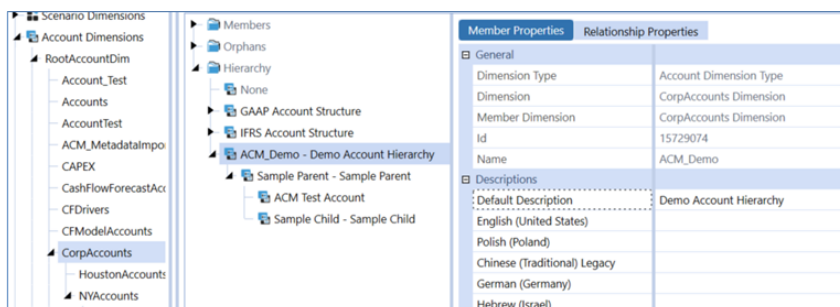 Scenario Dimensions
Account Dimensions
RootAccountDim
Account_Test
Accounts
AccountTest
ACM_MetadataImpo
CAPEX
CashFlowForecastAcc
CFDrivers
CFModelAccounts
CorpAccounts
HoustonAccounts
NYAccounts
Members
Orphans
Hierarchy
None
GAAP Account Structure
IFRS Account Structure
ACM_Demo - Demo Account Hierarchy
Sample Parent - Sample Parent
ACM Test Account
Sample Child - Sample Child
Member Properties Relationship Properties
General
Dimension Type Account Dimension Type
Dimension CorpAccounts Dimension
Member Dimension CorpAccounts Dimension
Id 15729074
Name ACM_Demo
Descriptions
Default Description Demo Account Hierarchy
English (United States)
Polish (Poland)
Chinese (Traditional) Legacy
German (Germany)
Hebrew (Israel)